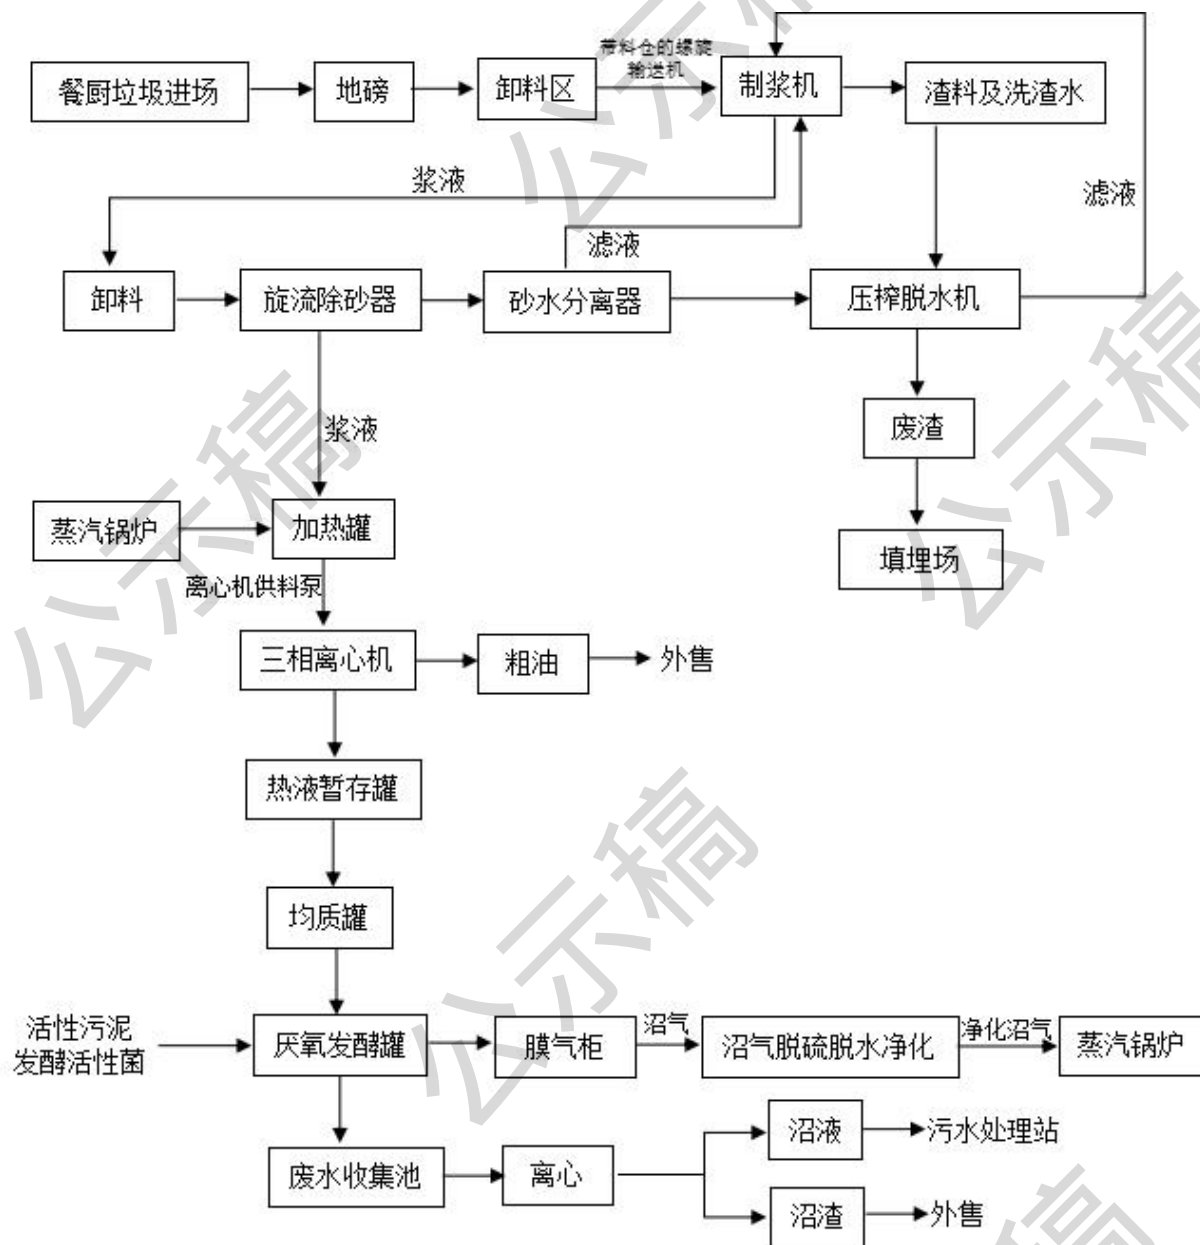 带料仓的螺旋
输送机
餐厨垃圾进场
地磅
卸料区
制浆机
渣料及洗渣水
浆液
滤液
滤液
卸料
旋流除砂器
砂水分离器
压榨脱水机
浆液
废渣
蒸汽锅炉
加热罐
填埋场
离心机供料泵
三相离心机
粗油
外售
热液暂存罐
均质罐
活性污泥
发酵活性菌
厌氧发酵罐
膜气柜
沼气
沼气脱硫脱水净化
净化沼气
蒸汽锅炉
废水收集池
离心
沼液
污水处理站
沼渣
外售
公示稿
公示稿
公示稿
公示稿